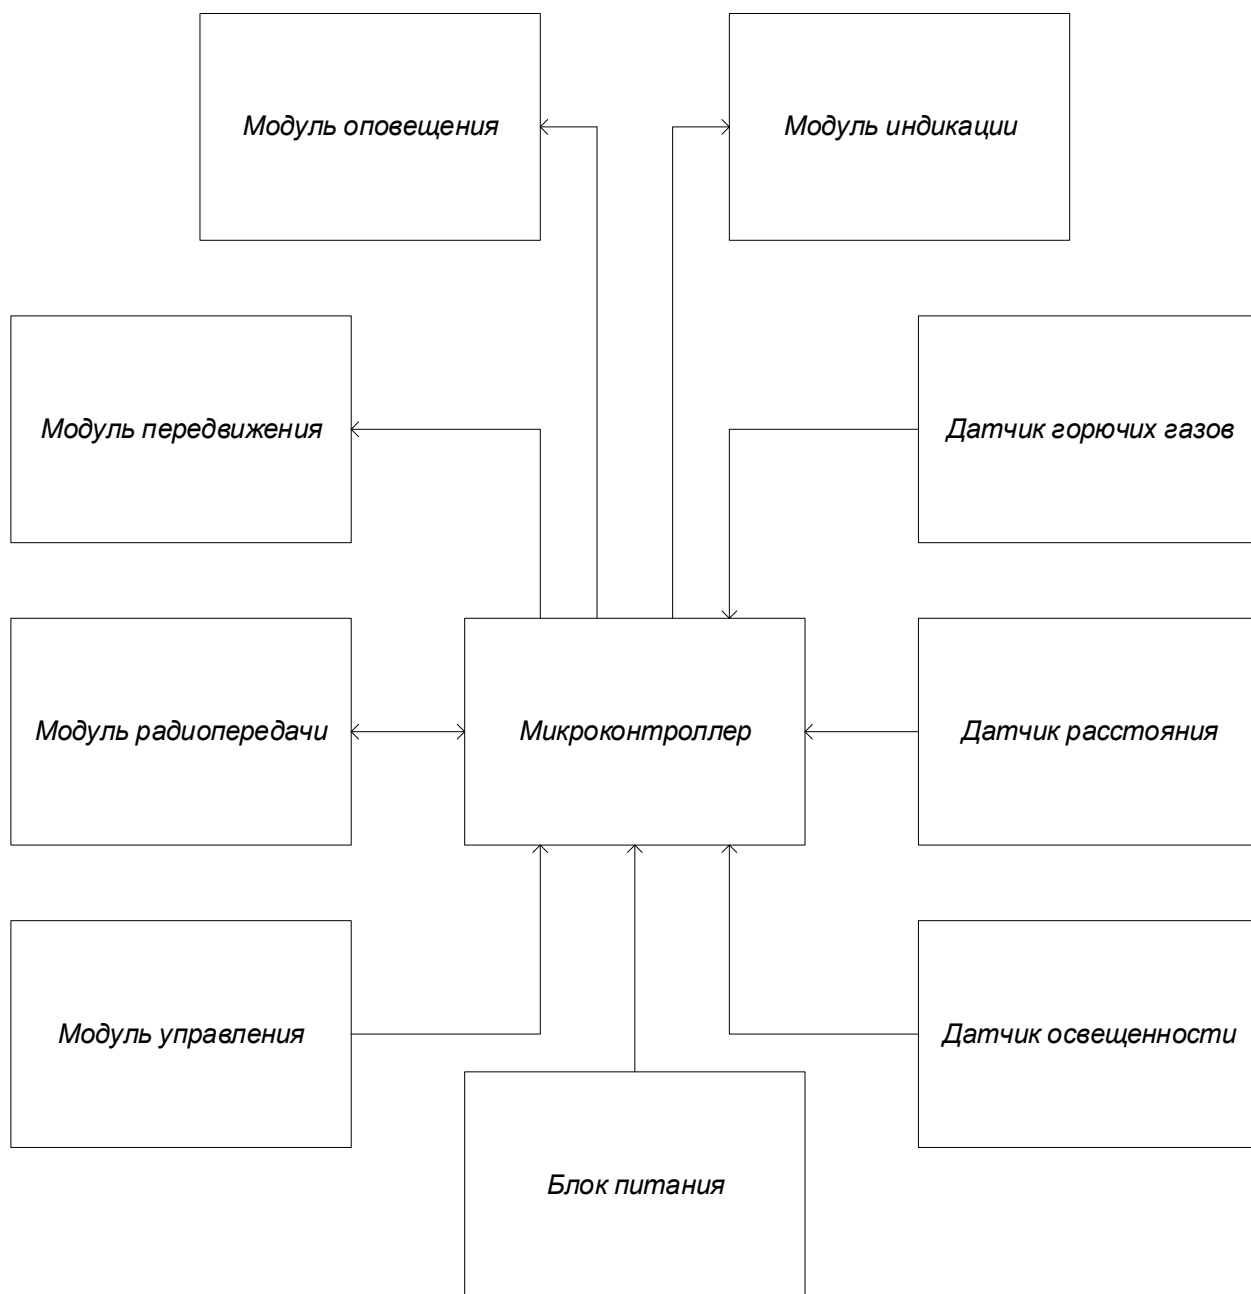 Модуль оповещения
Модуль индикации
Модуль передвижения
Датчик горючих газов
Модуль радиопередачи
Микроконтроллер
Датчик расстояния
Модуль управления
Датчик освещенности
Блок питания